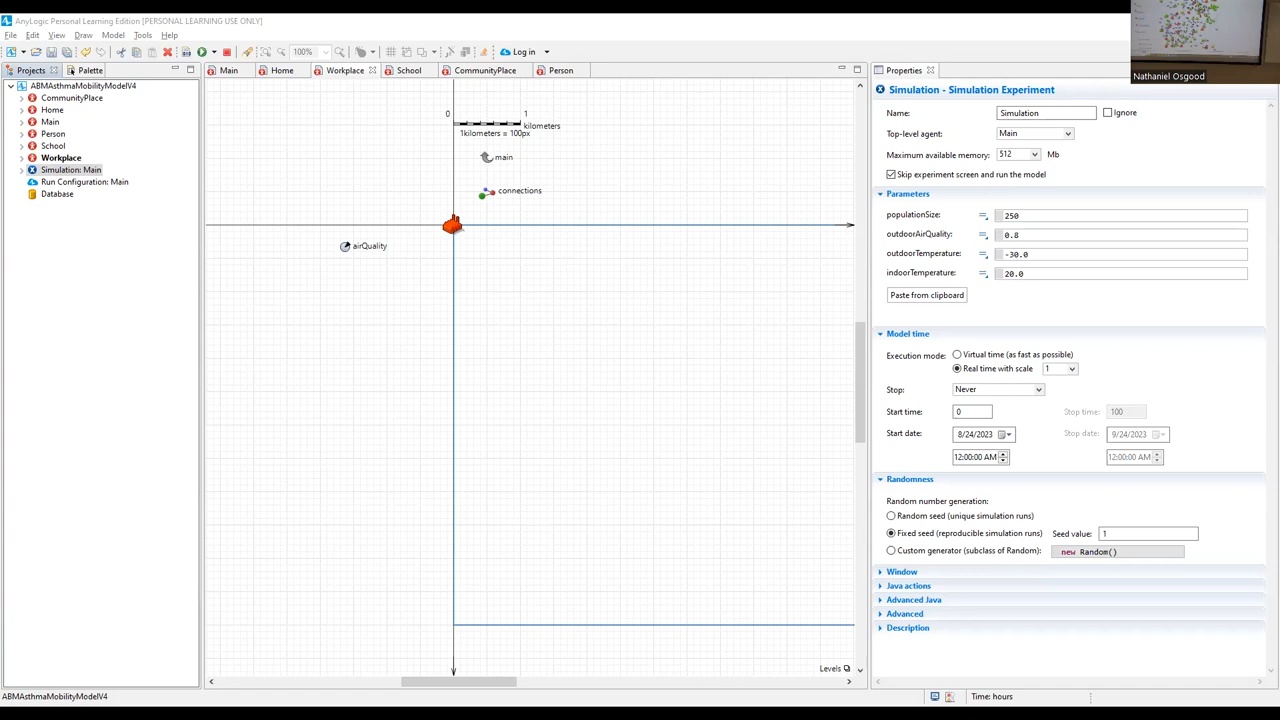 AnyLogic Personal Learning Edition [PERSONAL LEARNING USE ONLY]
File Edit View Draw Model Tools Help
100% Log in
Nathaniel Osgood
Projects Palette
Main Home Workplace School CommunityPlace Person
Properties
ABMAsthmaMobilityModelV4
CommunityPlace
Home
Main
Person
School
Workplace
Simulation: Main
Run Configuration: Main
Database
0 1
kilometers
1kilometers = 100px
main
connections
airQuality
Levels
Simulation - Simulation Experiment
Name: Simulation Ignore
Top-level agent: Main
Maximum available memory: 512 Mb
Skip experiment screen and run the model
Parameters
populationSize: 250
outdoorAirQuality: 0.8
outdoorTemperature: -30.0
indoorTemperature: 20.0
Paste from clipboard
Model time
Execution mode: Virtual time (as fast as possible)
Real time with scale 1
Stop: Never
Start time: 0 Stop time: 100
Start date: 8/24/2023 Stop date: 9/24/2023
12:00:00 AM 12:00:00 AM
Randomness
Random number generation:
Random seed (unique simulation runs)
Fixed seed (reproducible simulation runs) Seed value: 1
Custom generator (subclass of Random): new Random()
Window
Java actions
Advanced Java
Advanced
Description
ABMAsthmaMobilityModelV4 Time: hours